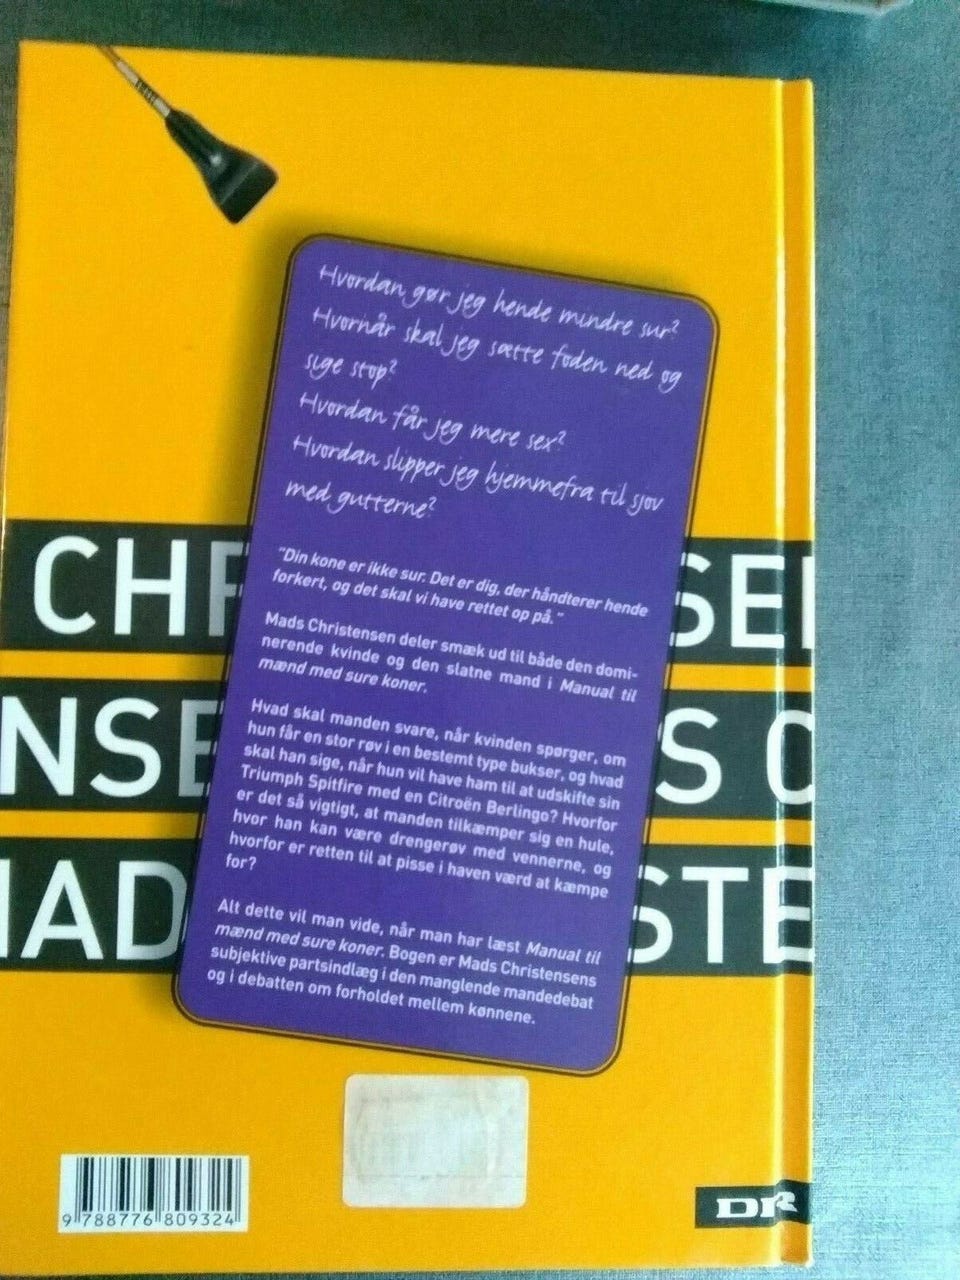 Hvordan gør jeg hende mindre sur?
Hvornår skal jeg sætte foden ned og
sige stop?
Hvordan får jeg mere sex?
Hvordan slipper jeg hjemmefra til sjov
med gutterne?
"Din kone er ikke sur. Det er dig, der håndterer hende
forkert, og det skal vi have rettet op på."
Mads Christensen deler smæk ud til både den domi-
nerende kvinde og den slatne mand i Manual til
mænd med sure koner.
Hvad skal manden svare, når kvinden spørger, om
hun får en stor røv i en bestemt type bukser, og hvad
skal han sige, når hun vil have ham til at udskifte sin
Triumph Spitfire med en Citroën Berlingo? Hvorfor
er det så vigtigt, at manden tilkæmper sig en hule,
hvor han kan være drengerøv med vennerne, og
hvorfor er retten til at pisse i haven værd at kæmpe
for?
Alt dette vil man vide, når man har læst Manual til
mænd med sure koner. Bogen er Mads Christensens
subjektive partsindlæg i den manglende mandedebat
og i debatten om forholdet mellem kønnene.
CHR SEN
NSE S C
IAD STE
9 788776 809324
DR